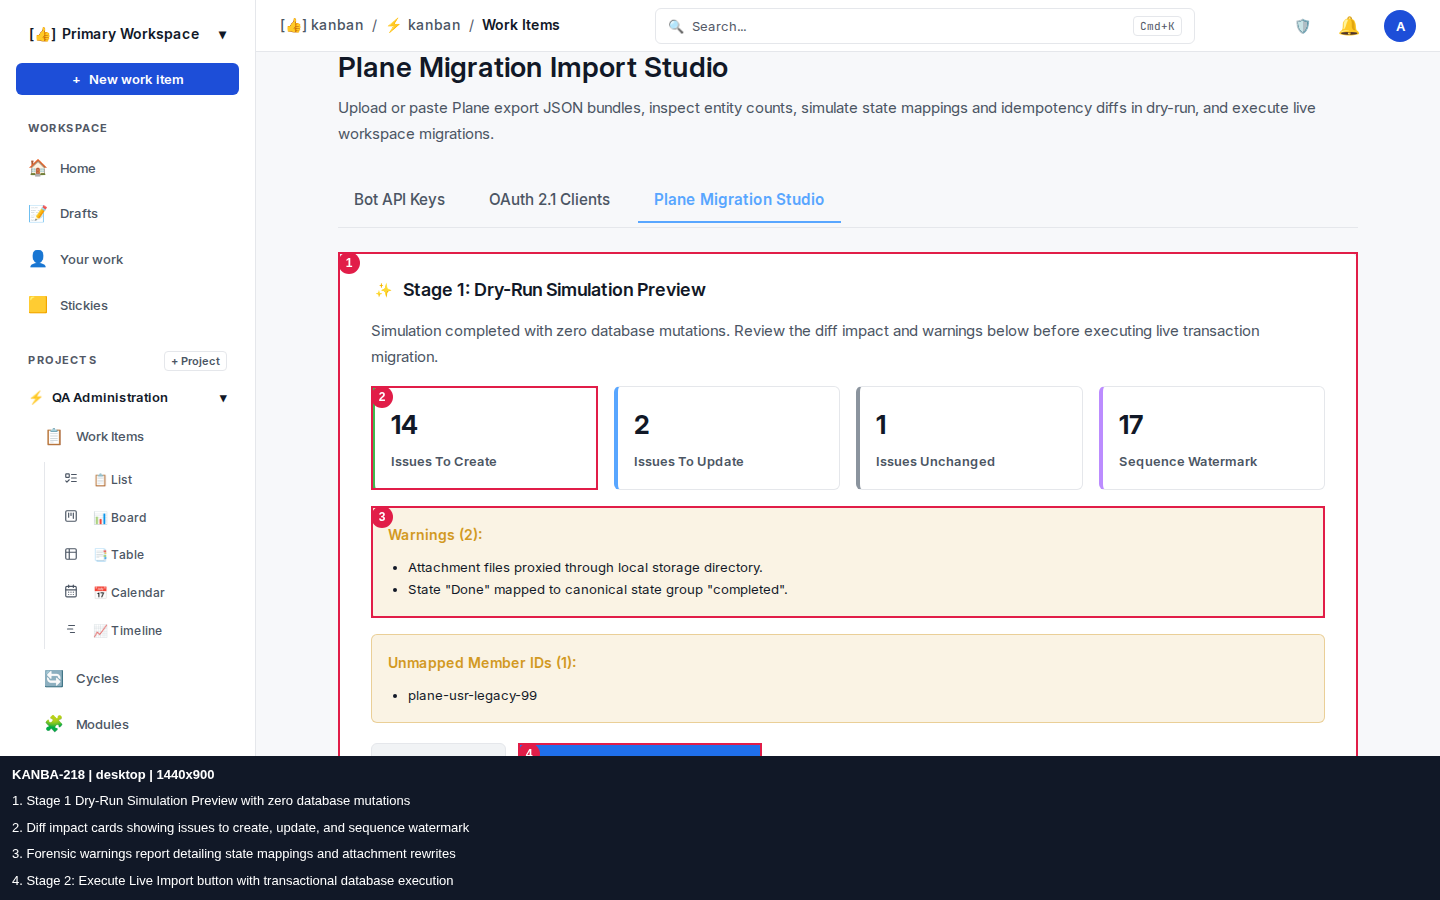 [👍] Primary Workspace ▼
+ New work item
WORKSPACE
🏠 Home
📝 Drafts
👤 Your work
🟨 Stickies
PROJECTS + Project
⚡ QA Administration ▼
📋 Work Items
📋 List
📊 Board
📑 Table
📅 Calendar
📈 Timeline
🔄 Cycles
🧩 Modules
[👍] kanban / ⚡ kanban / Work Items
🔍 Search... Cmd+K
A
Plane Migration Import Studio
Upload or paste Plane export JSON bundles, inspect entity counts, simulate state mappings and idempotency diffs in dry-run, and execute live
workspace migrations.
Bot API Keys OAuth 2.1 Clients Plane Migration Studio
1
✨ Stage 1: Dry-Run Simulation Preview
Simulation completed with zero database mutations. Review the diff impact and warnings below before executing live transaction
migration.
2
14 2 1 17
Issues To Create Issues To Update Issues Unchanged Sequence Watermark
3
Warnings (2):
• Attachment files proxied through local storage directory.
• State "Done" mapped to canonical state group "completed".
Unmapped Member IDs (1):
• plane-usr-legacy-99
4
KANBA-218 | desktop | 1440x900
1. Stage 1 Dry-Run Simulation Preview with zero database mutations
2. Diff impact cards showing issues to create, update, and sequence watermark
3. Forensic warnings report detailing state mappings and attachment rewrites
4. Stage 2: Execute Live Import button with transactional database execution